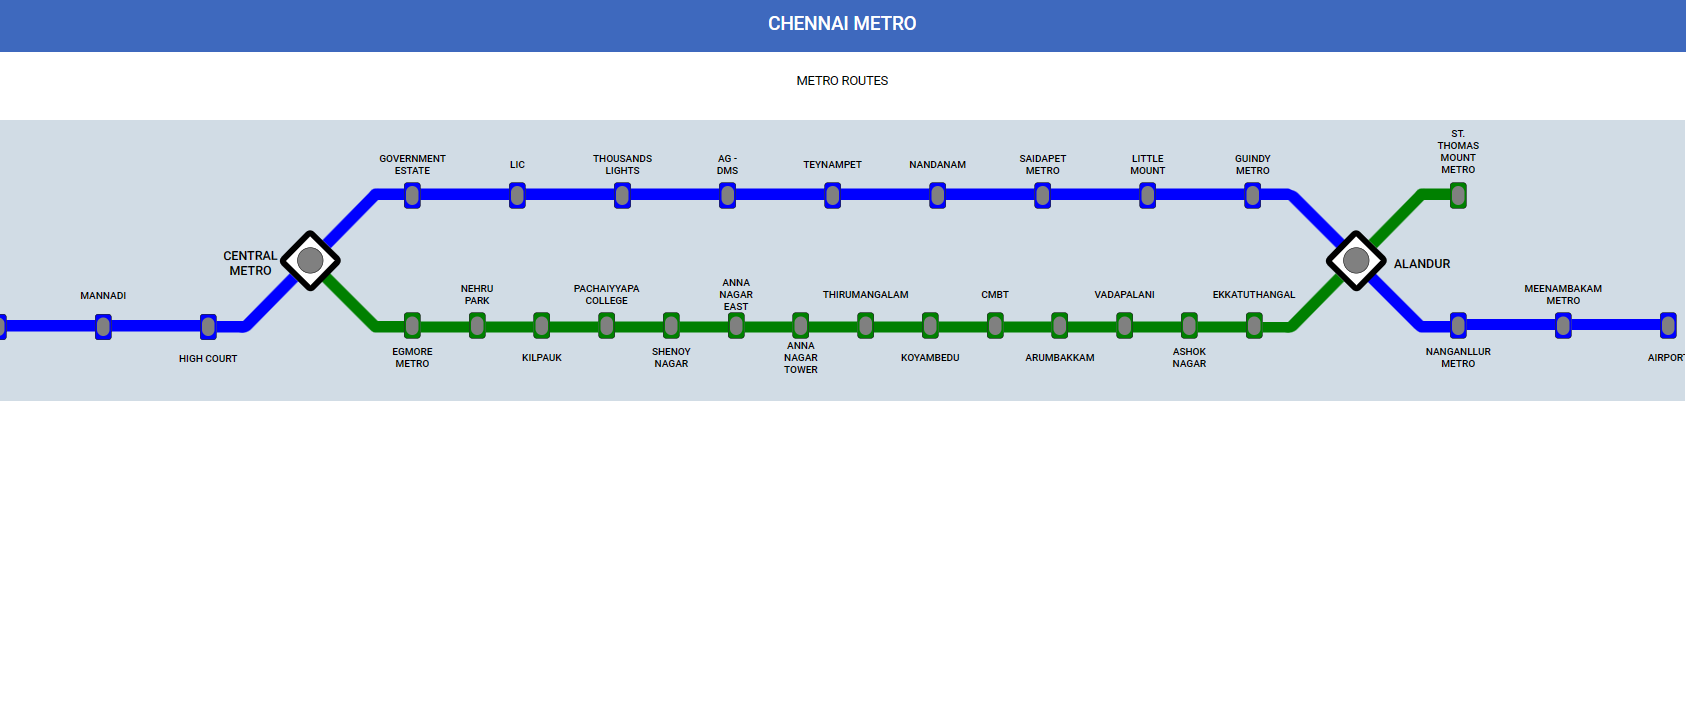 CHENNAI METRO
METRO ROUTES
GOVERNMENT
ESTATE
LIC
THOUSANDS
LIGHTS
AG -
DMS
TEYNAMPET
NANDANAM
SAIDAPET
METRO
LITTLE
MOUNT
GUINDY
METRO
ST.
THOMAS
MOUNT
METRO
CENTRAL
METRO
ALANDUR
MANNADI
HIGH COURT
NEHRU
PARK
PACHAIYYAPA
COLLEGE
ANNA
NAGAR
EAST
THIRUMANGALAM
CMBT
VADAPALANI
EKKATUTHANGAL
MEENAMBAKAM
METRO
EGMORE
METRO
KILPAUK
SHENOY
NAGAR
ANNA
NAGAR
TOWER
KOYAMBEDU
ARUMBAKKAM
ASHOK
NAGAR
NANGANLLUR
METRO
AIRPORT